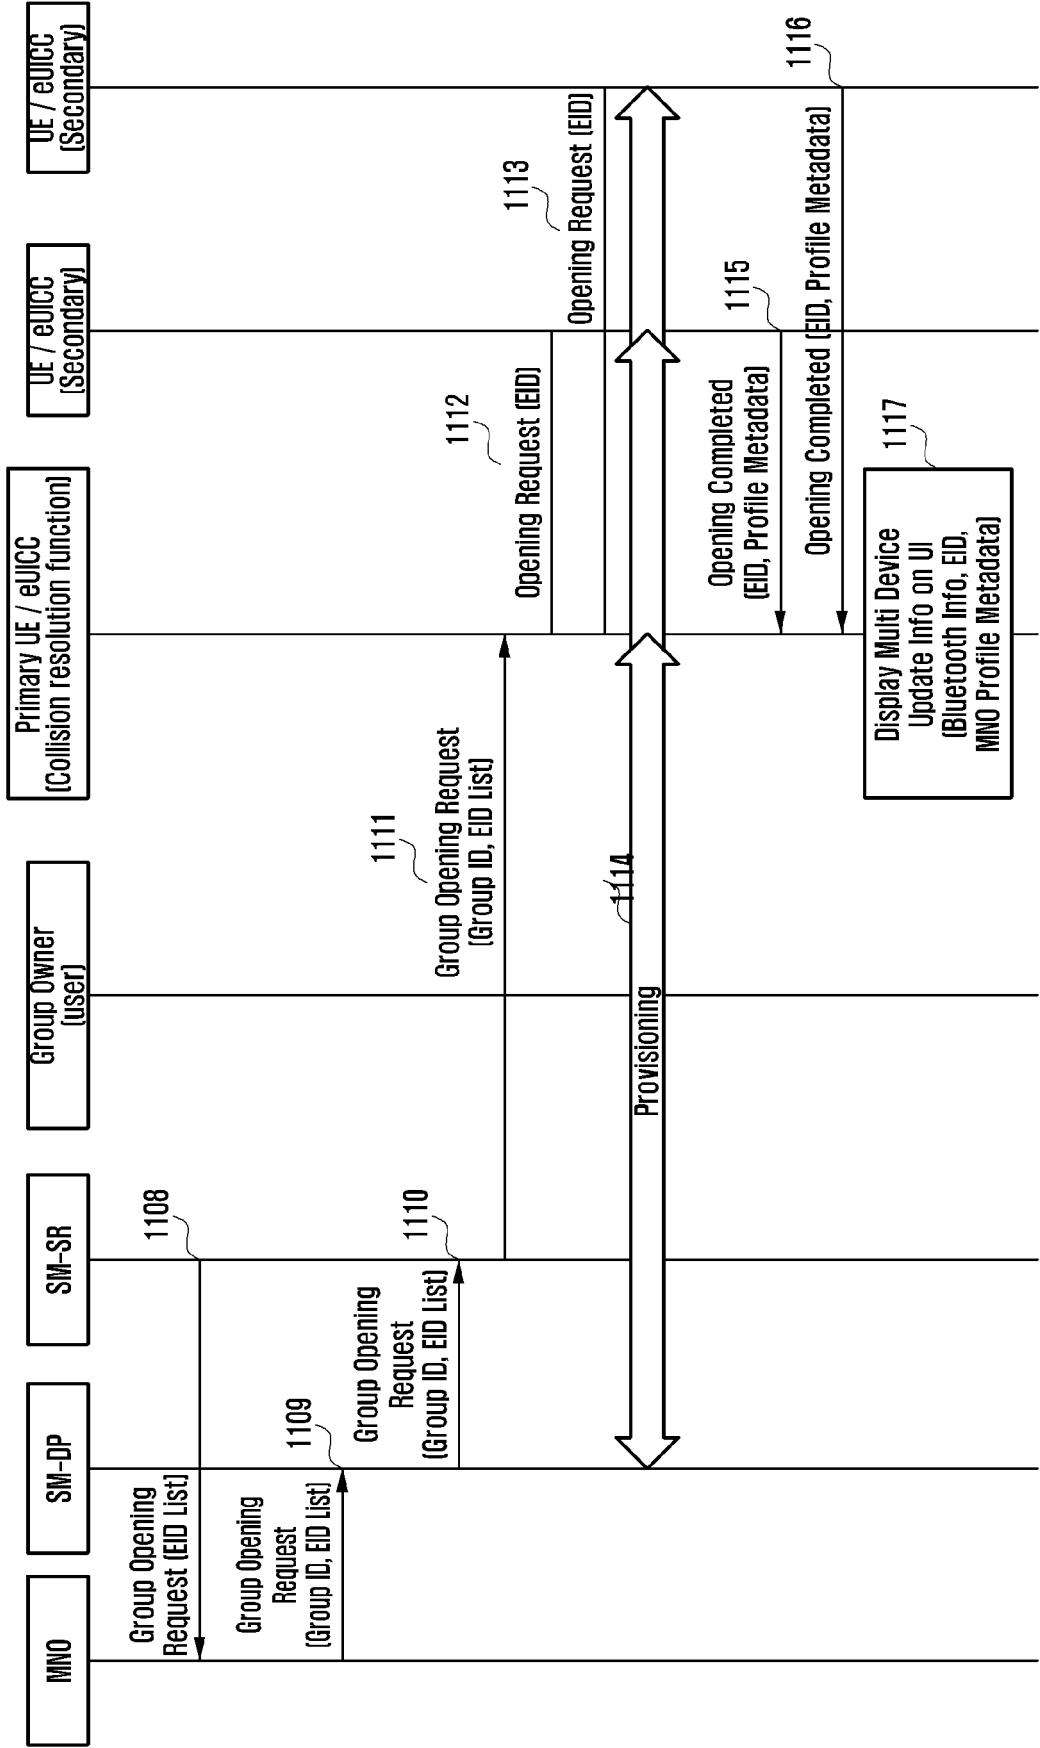 MNO
SM-DP
SM-SR
Group Owner
(user)
Primary UE / eUICC
(Collision resolution function)
UE / eUICC
(Secondary)
UE / eUICC
(Secondary)
Group Opening
Request (EID List)
1108
Group Opening
Request
(Group ID, EID List)
1109
Group Opening
Request
(Group ID, EID List)
1110
Group Opening Request
(Group ID, EID List)
1111
Opening Request (EID)
1112
Opening Request (EID)
1113
Provisioning
1114
Opening Completed
(EID, Profile Metadata)
1115
Opening Completed (EID, Profile Metadata)
1116
Display Multi Device
Update Info on UI
(Bluetooth Info, EID,
MNO Profile Metadata)
1117